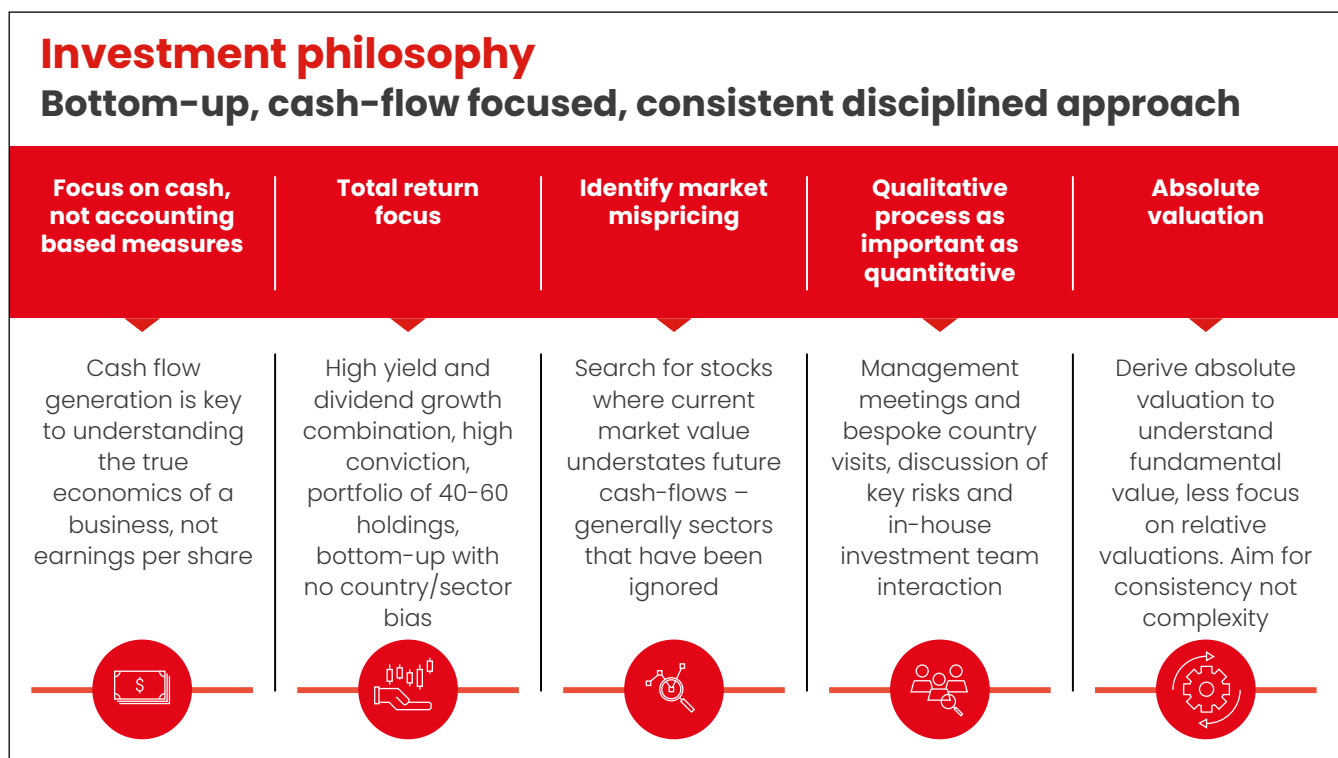 Investment philosophy
Bottom-up, cash-flow focused, consistent disciplined approach
Focus on cash,
not accounting
based measures
Total return
focus
Identify market
mispricing
Qualitative
process as
important as
quantitative
Absolute
valuation
Cash flow
generation is key
to understanding
the true
economics of a
business, not
earnings per share
High yield and
dividend growth
combination, high
conviction,
portfolio of 40-60
holdings,
bottom-up with
no country/sector
bias
Search for stocks
where current
market value
understates future
cash-flows –
generally sectors
that have been
ignored
Management
meetings and
bespoke country
visits, discussion of
key risks and
in-house
investment team
interaction
Derive absolute
valuation to
understand
fundamental
value, less focus
on relative
valuations. Aim for
consistency not
complexity
$